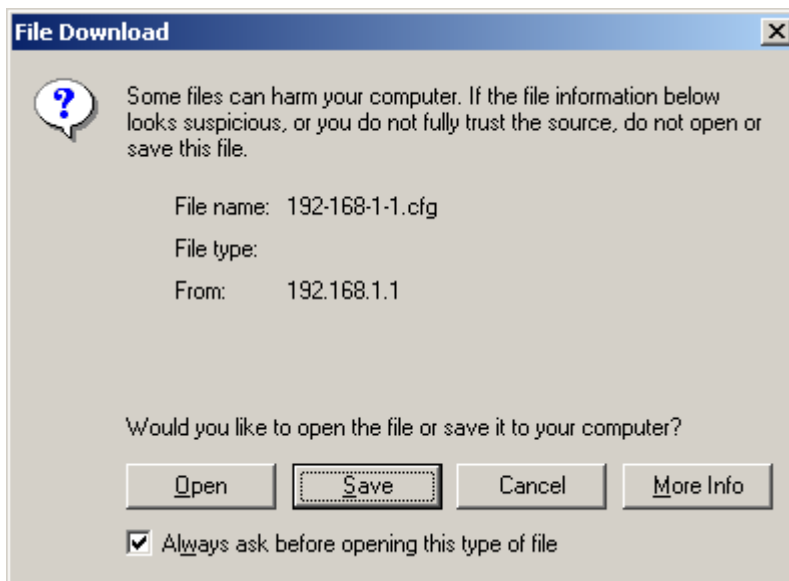 File Download
Some files can harm your computer. If the file information below
looks suspicious, or you do not fully trust the source, do not open or
save this file.
File name: 192-168-1-1.cfg
File type:
From: 192.168.1.1
Would you like to open the file or save it to your computer?
Open Save Cancel More Info
Always ask before opening this type of file